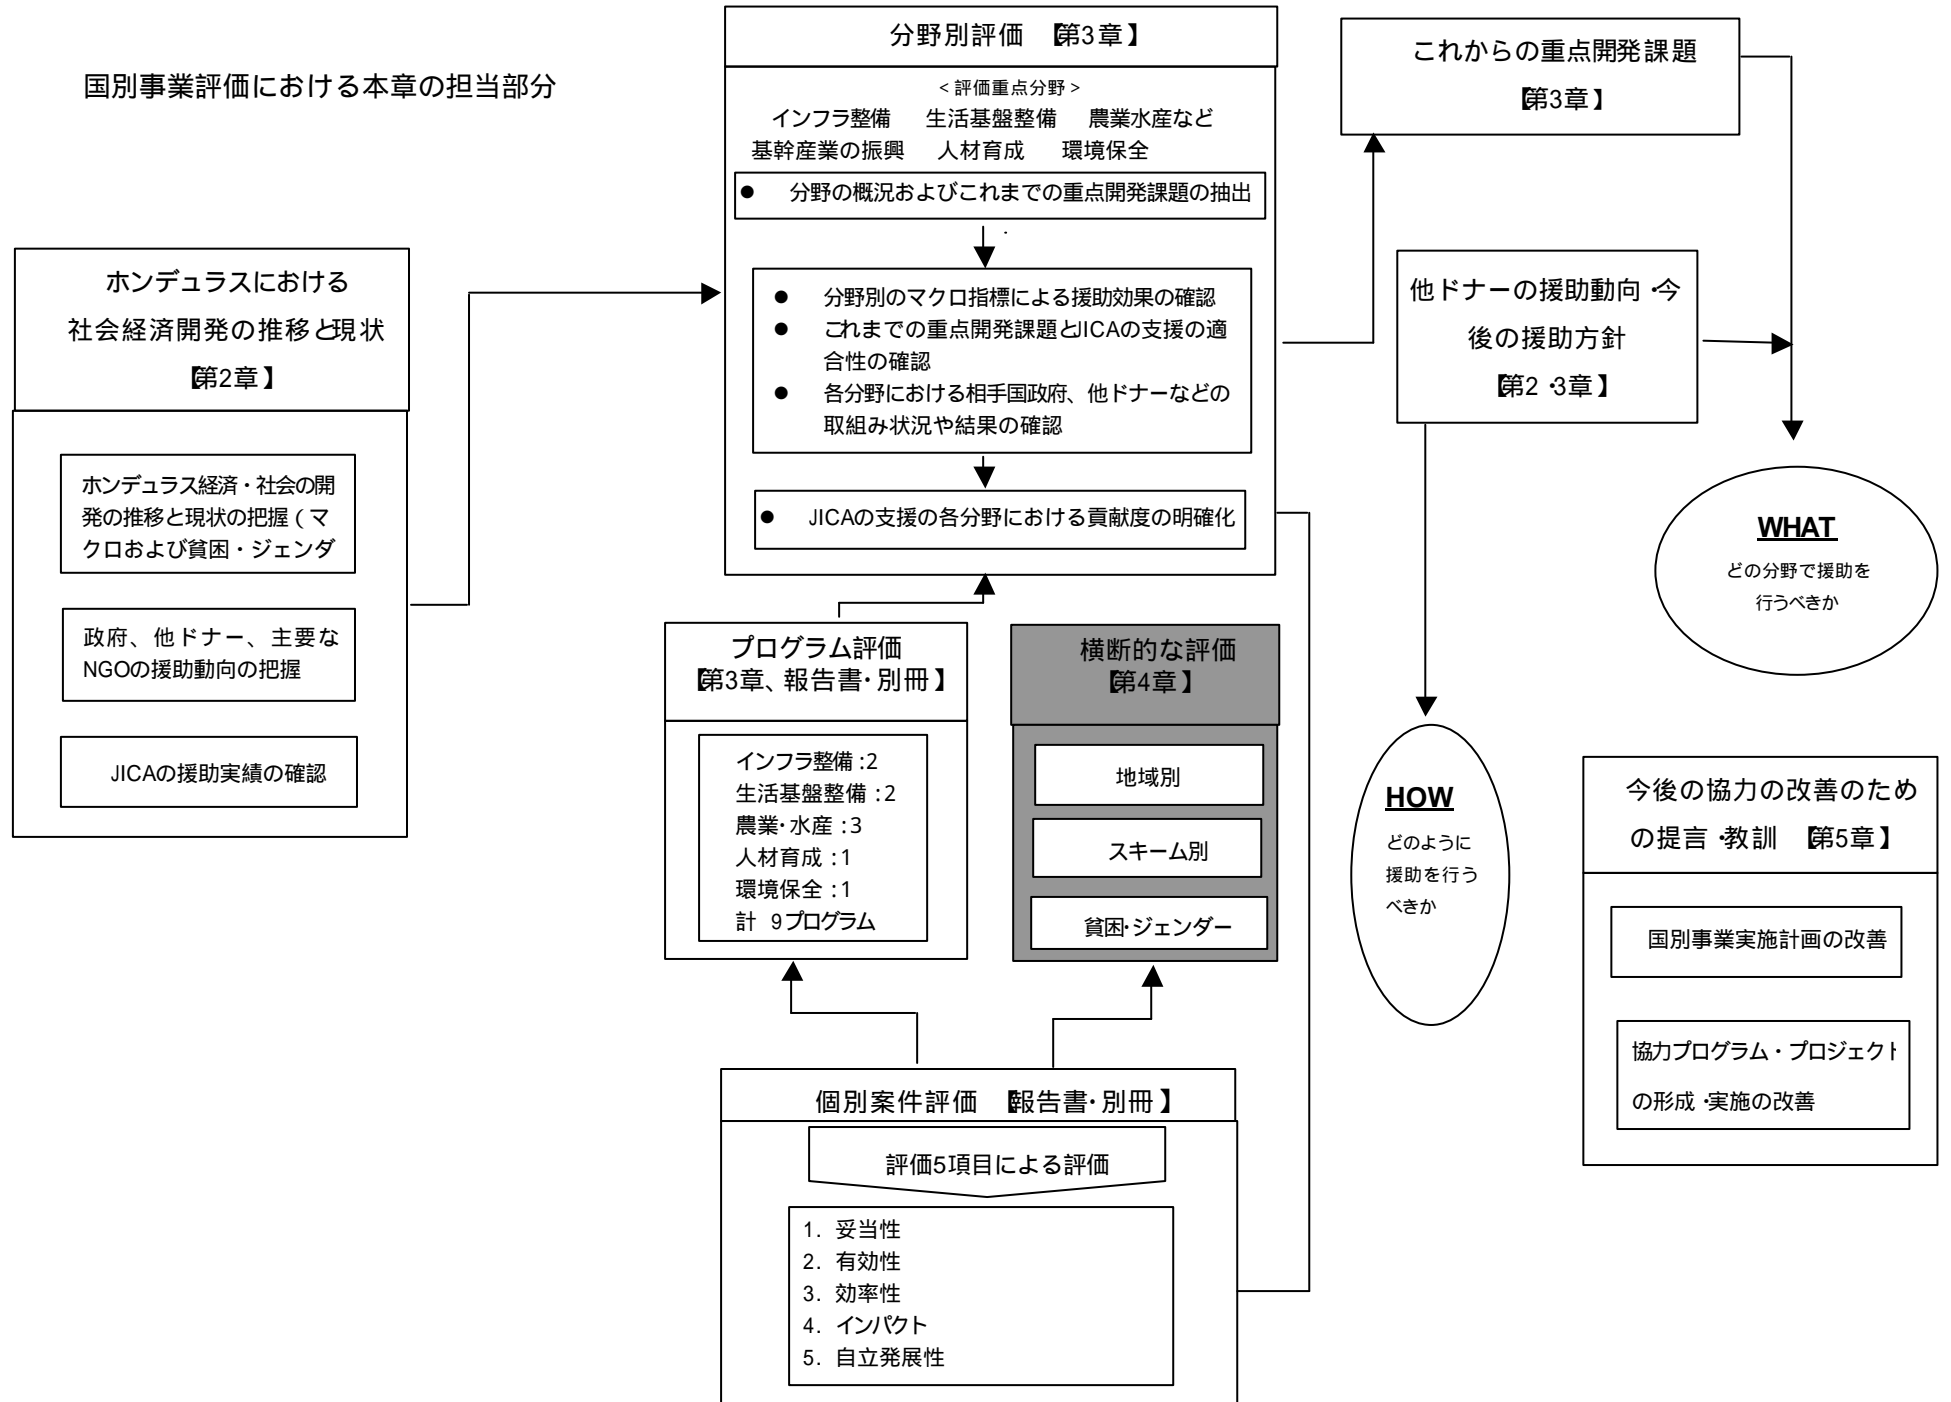 国別事業評価における本章の担当部分
分野別評価 【第3章】
＜評価重点分野＞
インフラ整備 生活基盤整備 農業水産など
基幹産業の振興 人材育成 環境保全
● 分野の概況およびこれまでの重点開発課題の抽出
● 分野別のマクロ指標による援助効果の確認
● これまでの重点開発課題とJICAの支援の適
合性の確認
● 各分野における相手国政府、他ドナーなどの
取組み状況や結果の確認
● JICAの支援の各分野における貢献度の明確化
これからの重点開発課題
【第3章】
ホンデュラスにおける
社会経済開発の推移と現状
【第2章】
ホンデュラス経済・社会の開
発の推移と現状の把握（マ
クロおよび貧困・ジェンダ
政府、他ドナー、主要な
NGOの援助動向の把握
JICAの援助実績の確認
他ドナーの援助動向・今
後の援助方針
【第2・3章】
WHAT
どの分野で援助を
行うべきか
プログラム評価
【第3章、報告書・別冊】
インフラ整備:2
生活基盤整備:2
農業・水産:3
人材育成:1
環境保全:1
計 9プログラム
横断的な評価
【第4章】
地域別
スキーム別
貧困・ジェンダー
HOW
どのように
援助を行う
べきか
今後の協力の改善のため
の提言・教訓 【第5章】
国別事業実施計画の改善
協力プログラム・プロジェクト
の形成・実施の改善
個別案件評価 【報告書・別冊】
評価5項目による評価
1. 妥当性
2. 有効性
3. 効率性
4. インパクト
5. 自立発展性